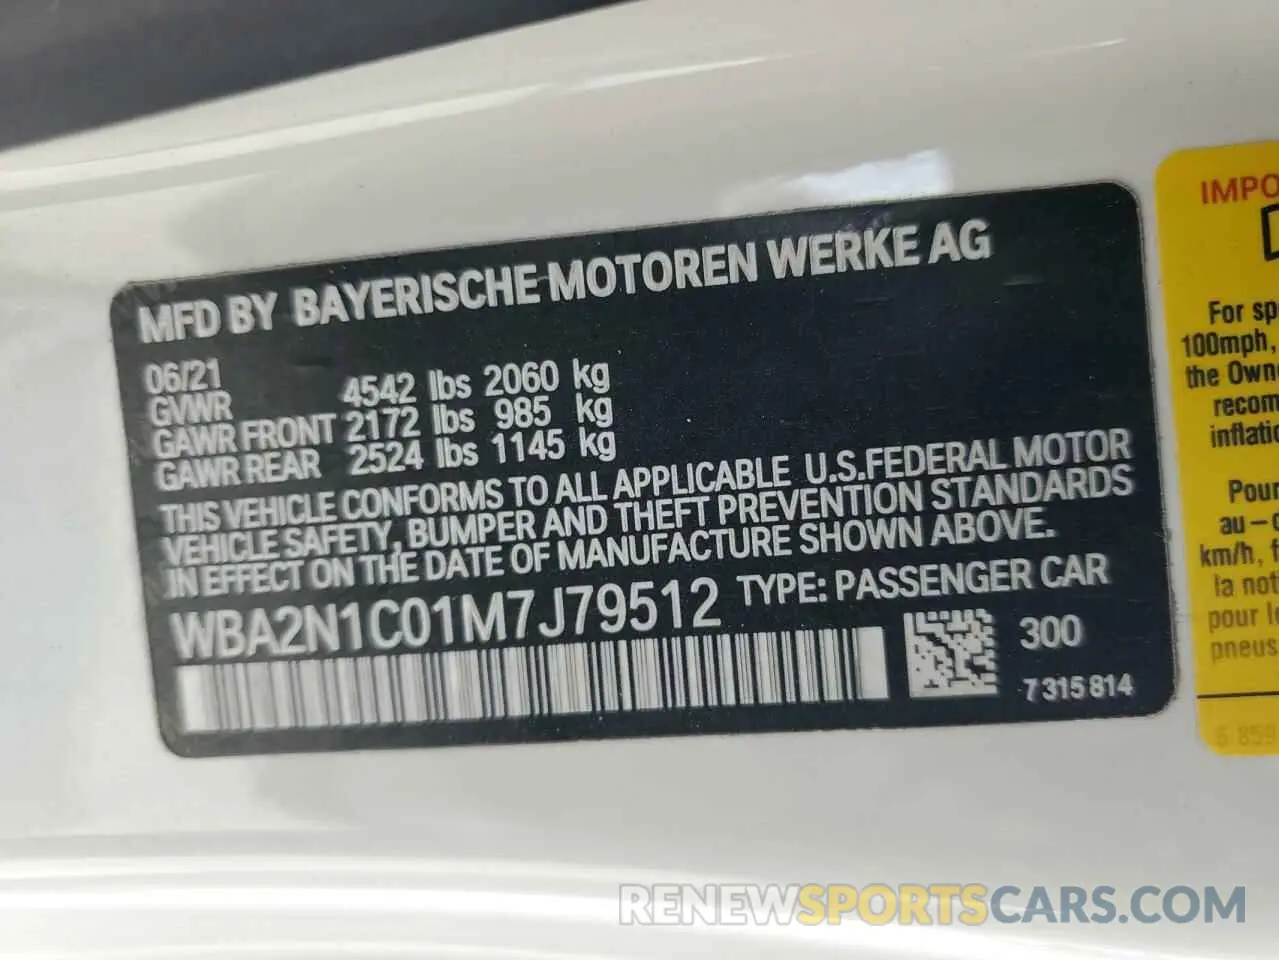 MFD BY BAYERISCHE MOTOREN WERKE AG
06/21
GVWR 4542 lbs 2060 kg
GAWR FRONT 2172 lbs 985 kg
GAWR REAR 2524 lbs 1145 kg
THIS VEHICLE CONFORMS TO ALL APPLICABLE U.S.FEDERAL MOTOR
VEHICLE SAFETY, BUMPER AND THEFT PREVENTION STANDARDS
IN EFFECT ON THE DATE OF MANUFACTURE SHOWN ABOVE.
WBA2N1C01M7J79512 TYPE: PASSENGER CAR
300
7 315 814
IMPO
For sp
100mph,
the Own
recom
inflati
Pour
au-
km/h, f
la not
pour l
pneus
6 859
RENEWSPORTSCARS.COM